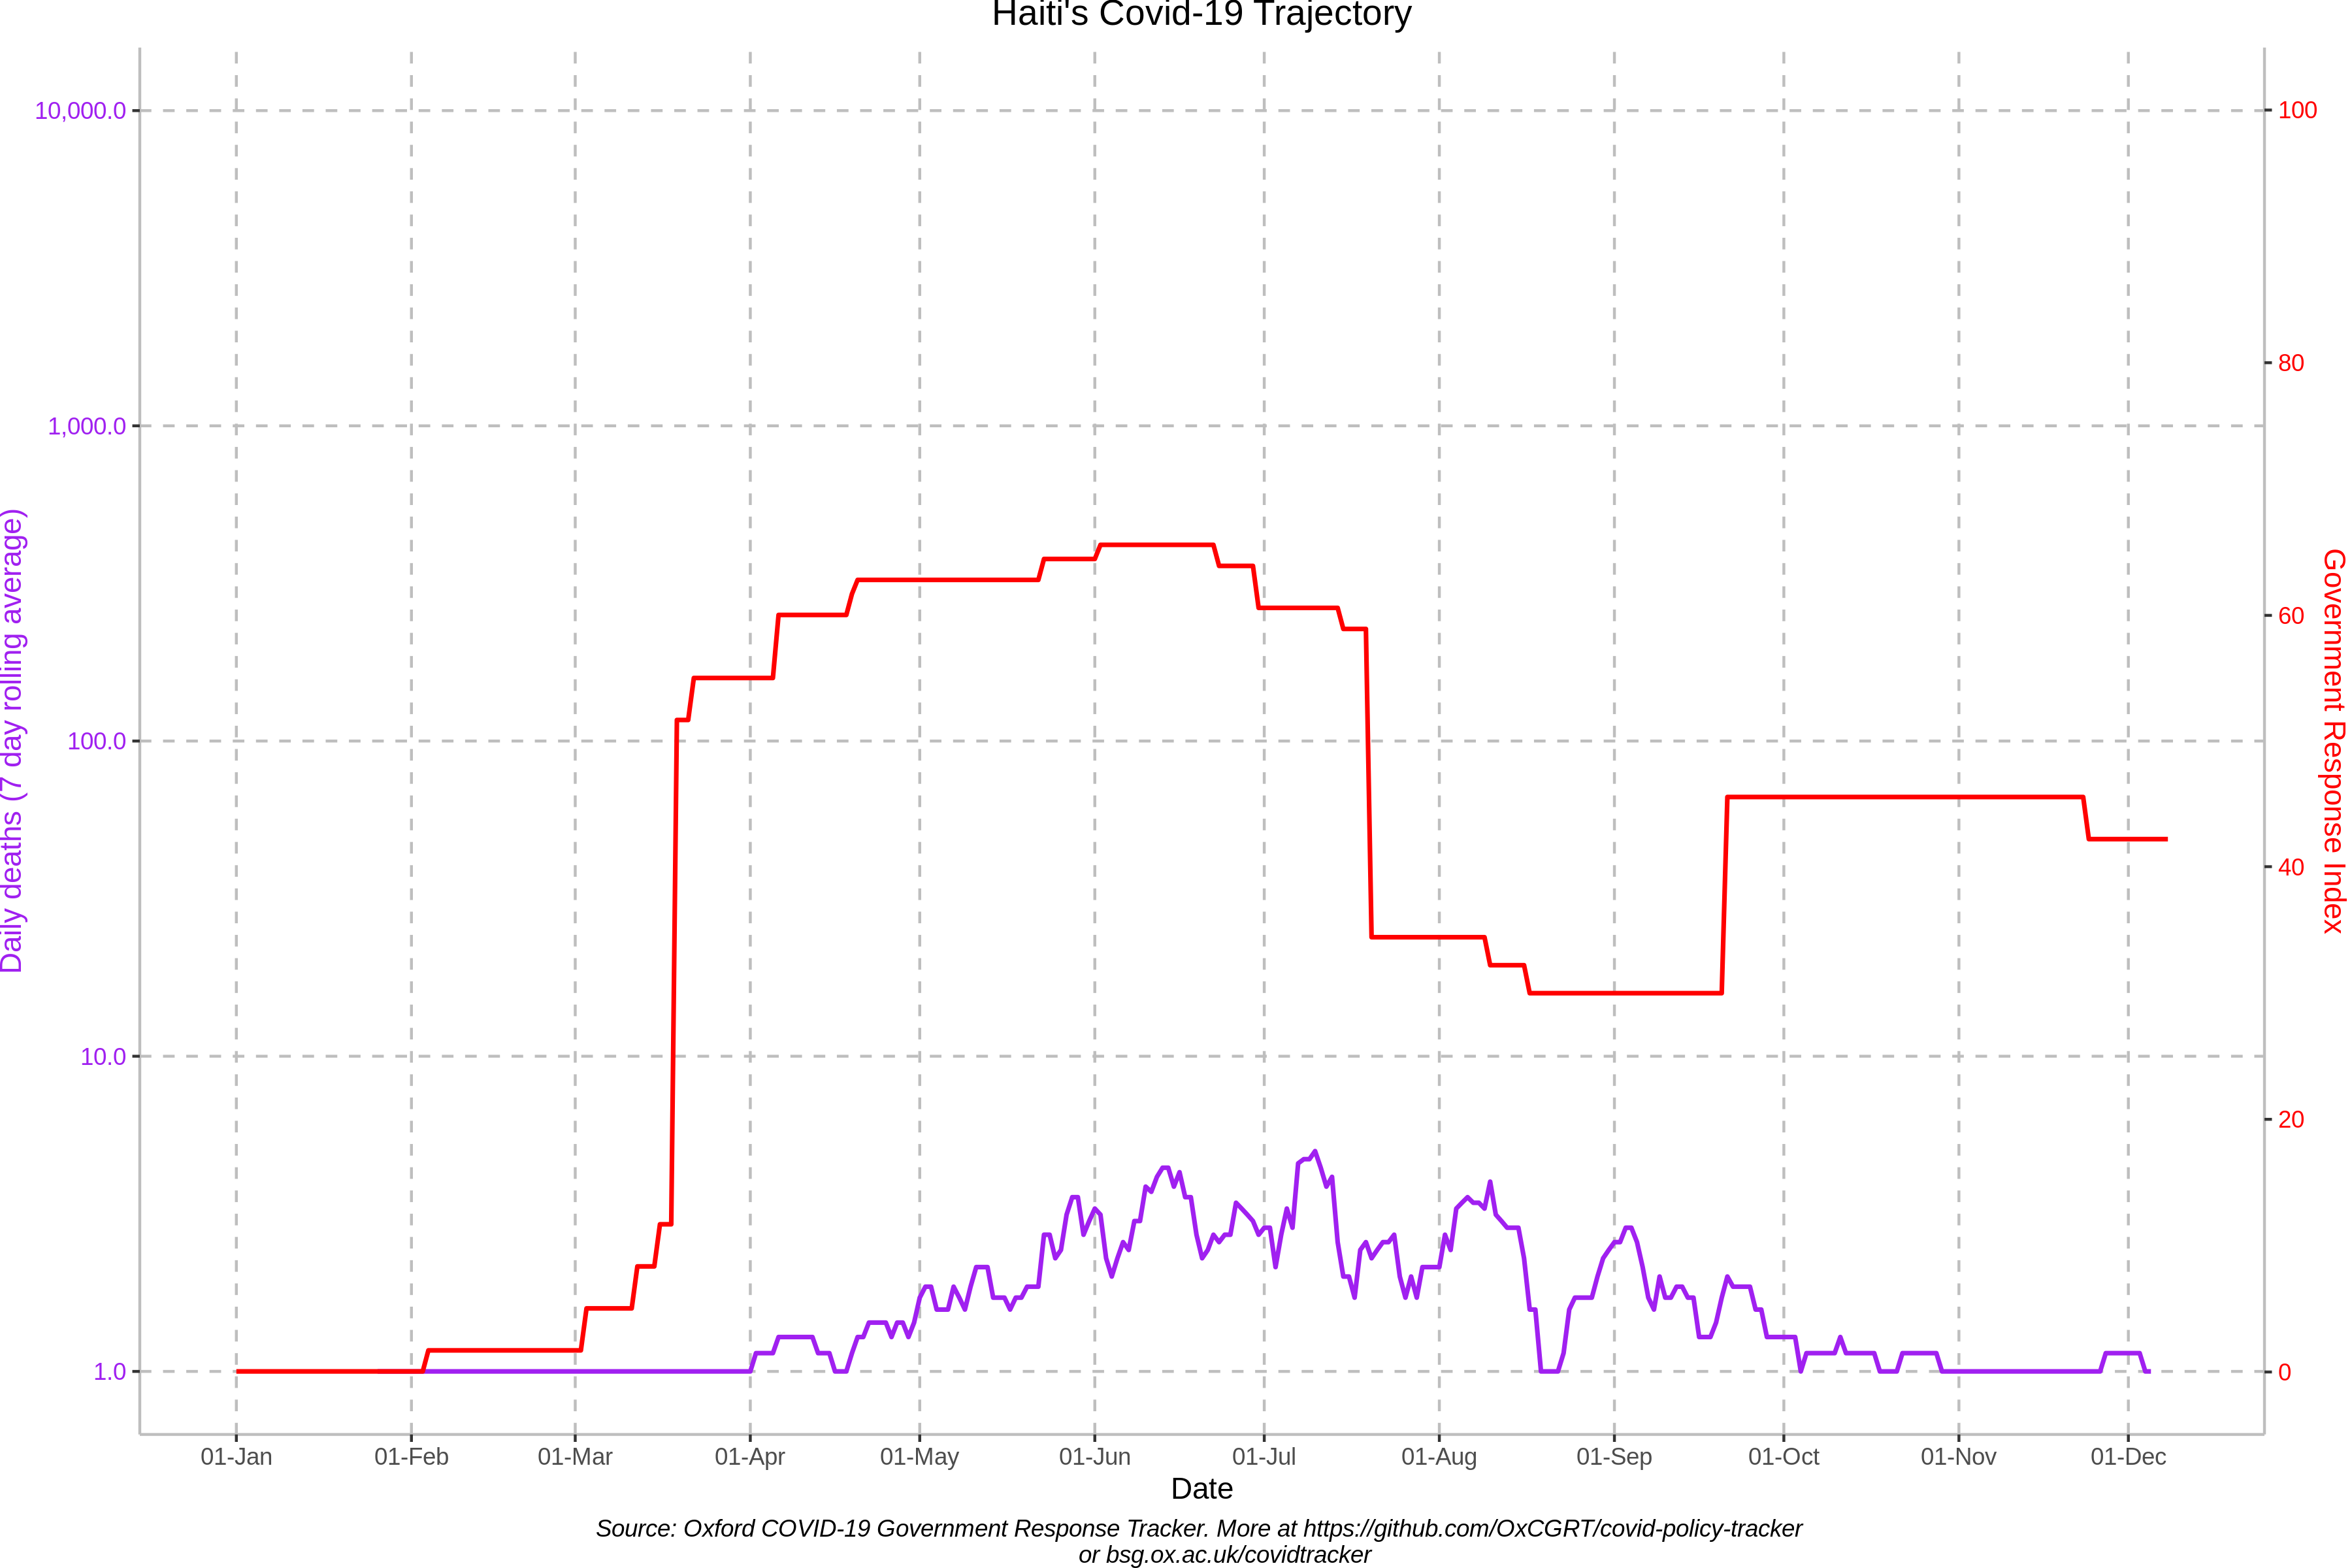 Haiti's Covid-19 Trajectory
10,000.0
1,000.0
100.0
10.0
1.0
Daily deaths (7 day rolling average)
100
80
60
40
20
0
Government Response Index
01-Jan
01-Feb
01-Mar
01-Apr
01-May
01-Jun
01-Jul
01-Aug
01-Sep
01-Oct
01-Nov
01-Dec
Date
Source: Oxford COVID-19 Government Response Tracker. More at https://github.com/OxCGRT/covid-policy-tracker
or bsg.ox.ac.uk/covidtracker